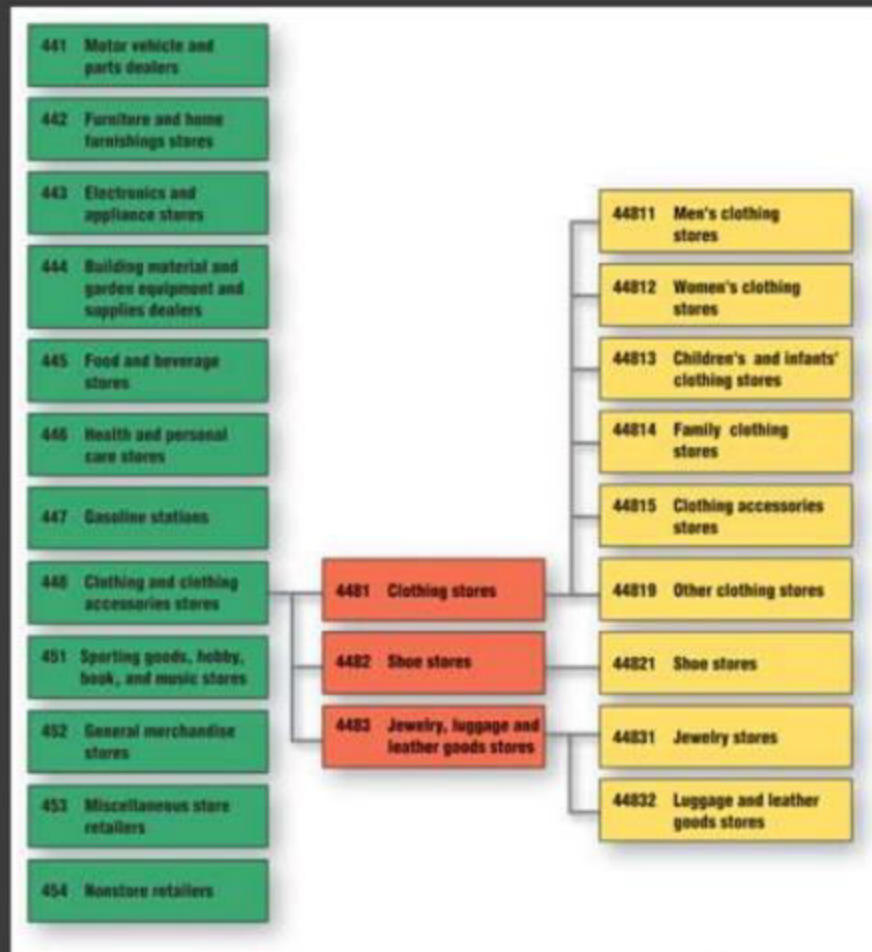 441 Motor vehicle and
parts dealers
442 Furniture and home
furnishings stores
443 Electronics and
appliance stores
444 Building material and
garden equipment and
supplies dealers
445 Food and beverage
stores
446 Health and personal
care stores
447 Gasoline stations
448 Clothing and clothing
accessories stores
451 Sporting goods, hobby,
book, and music stores
452 General merchandise
stores
453 Miscellaneous store
retailers
454 Nonstore retailers
4481 Clothing stores
4482 Shoe stores
4483 Jewelry, luggage and
leather goods stores
44811 Men's clothing
stores
44812 Women's clothing
stores
44813 Children's and infants'
clothing stores
44814 Family clothing
stores
44815 Clothing accessories
stores
44819 Other clothing stores
44821 Shoe stores
44831 Jewelry stores
44832 Luggage and leather
goods stores